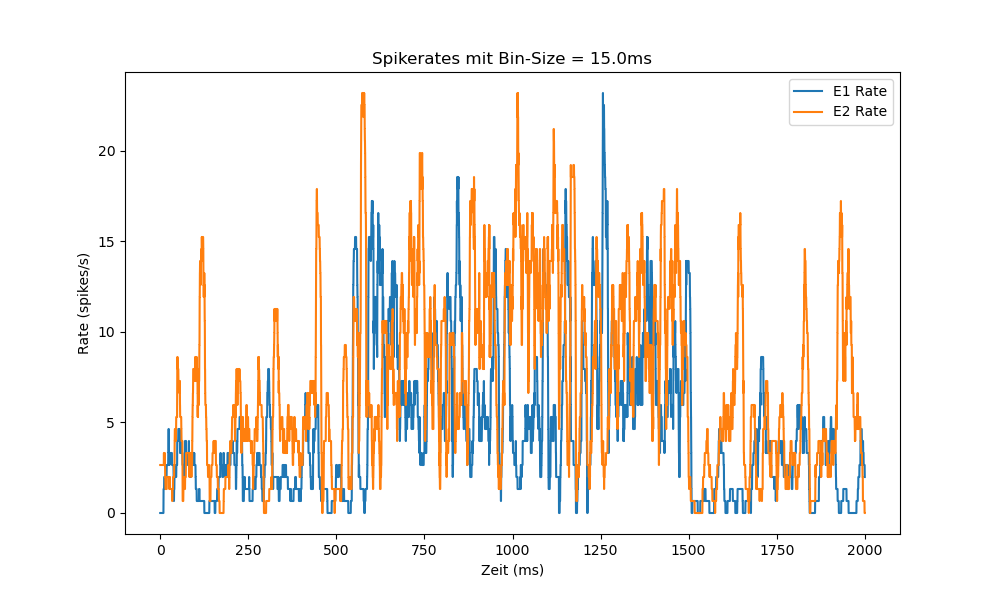 Spikerates mit Bin-Size = 15.0ms
E1 Rate
E2 Rate
Rate (spikes/s)
20
15
10
5
0
0 250 500 750 1000 1250 1500 1750 2000
Zeit (ms)